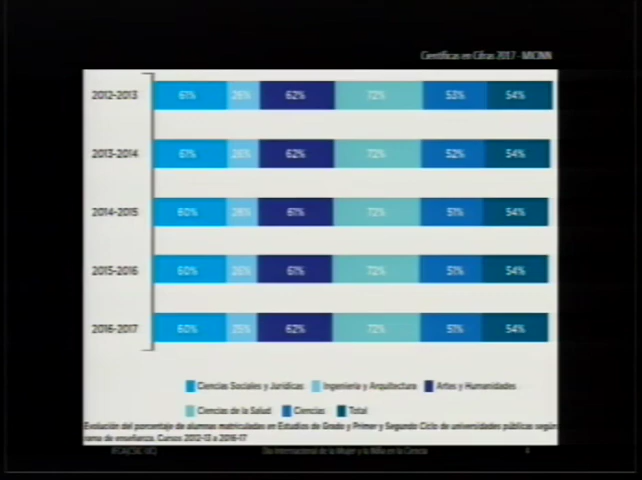 Científicas en Cifras 2017 - MICINN
2012-2013 61% 26% 62% 72% 53% 54%
2013-2014 61% 26% 62% 72% 52% 54%
2014-2015 60% 26% 61% 72% 51% 54%
2015-2016 60% 26% 61% 72% 51% 54%
2016-2017 60% 25% 62% 72% 51% 54%
Ciencias Sociales y Jurídicas Ingeniería y Arquitectura Artes y Humanidades
Ciencias de la Salud Ciencias Total
Evolución del porcentaje de alumnas matriculadas en Estudios de Grado y Primer y Segundo Ciclo de universidades públicas según
rama de enseñanza. Cursos 2012-13 a 2016-17
Día Internacional de la Mujer y la Niña en la Ciencia 4